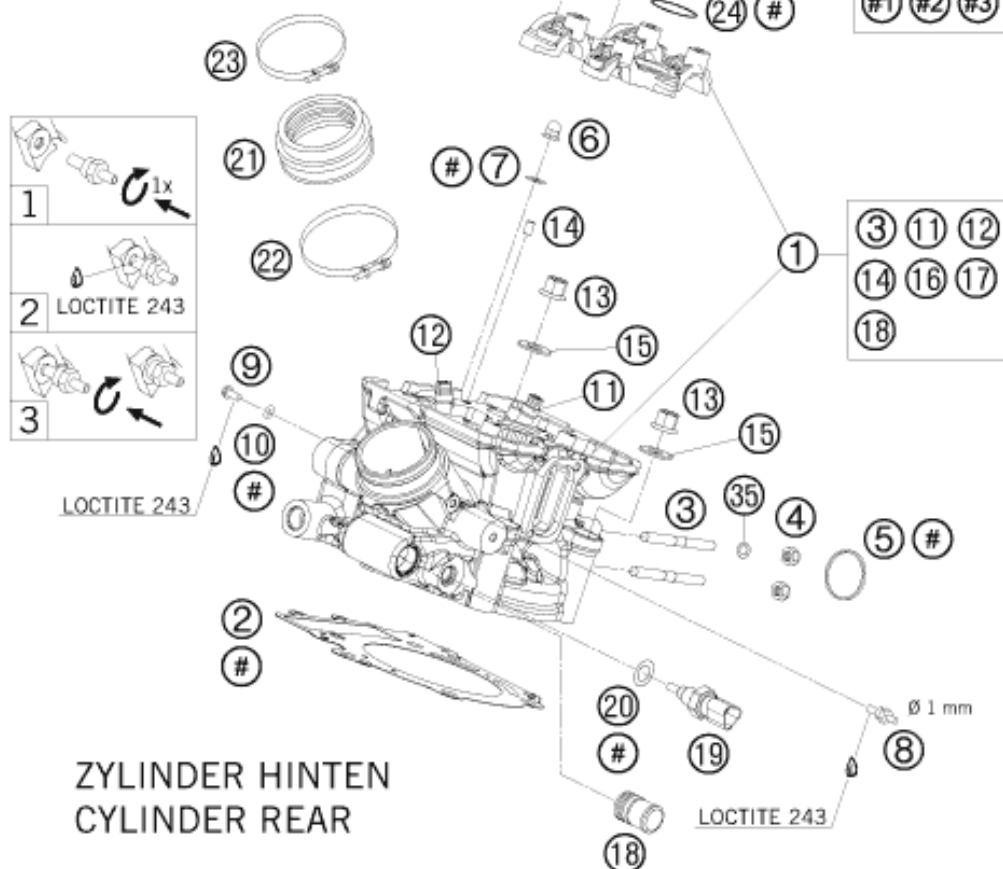 24 #
#1 #2 #3
23
6
21
# 7
1 1x
14
1
3 11 12
14 16 17
18
22
2 LOCTITE 243
13
12
15
9
3
11
13
15
10
#
LOCTITE 243
3 35 4
5 #
2
#
20
#
19
Ø 1 mm
8
ZYLINDER HINTEN
CYLINDER REAR
LOCTITE 243
18